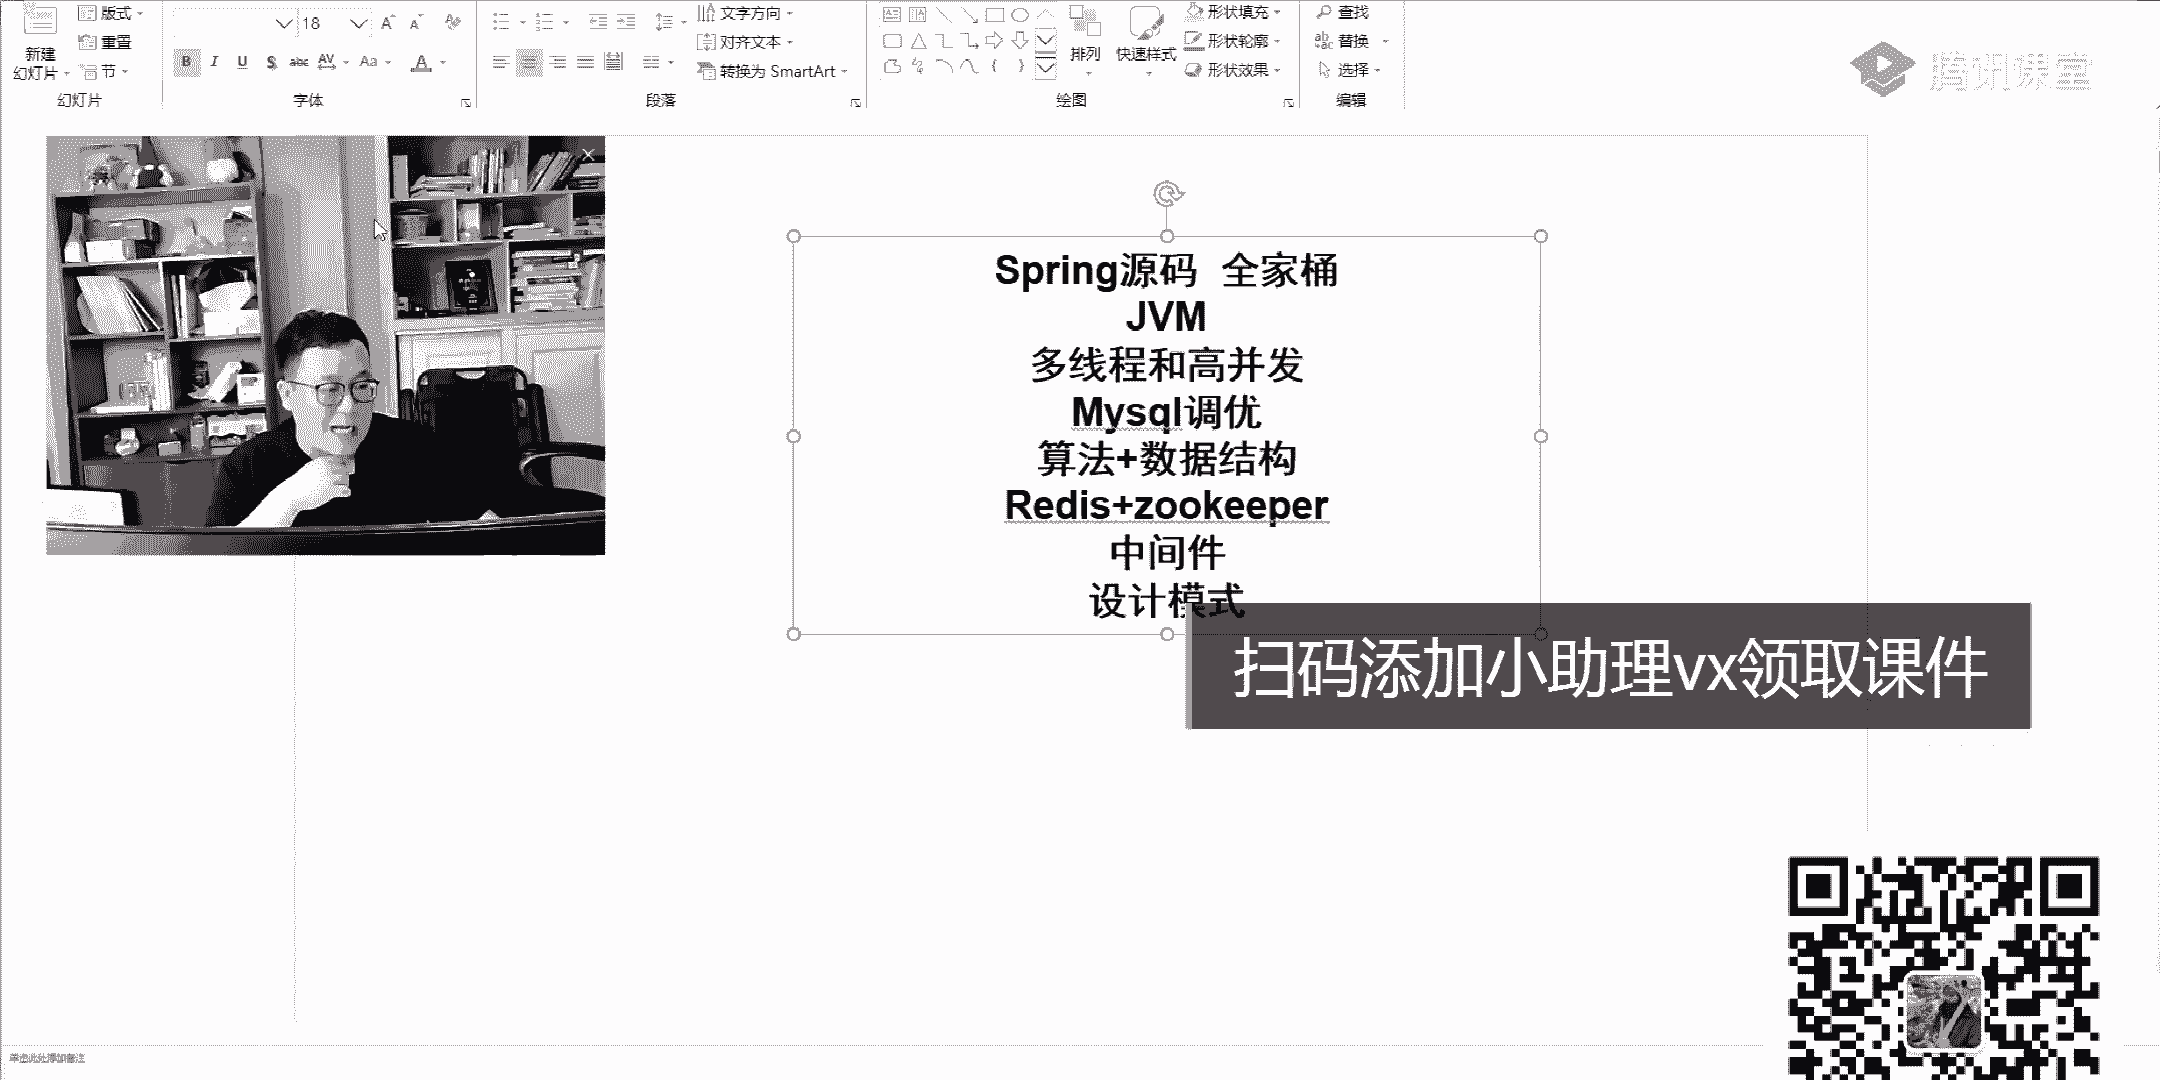 版式
18
文字方向
形状填充
查找
新建
幻灯片
重置
对齐文本
排列
快速样式
形状轮廓
替换
节
B I U S abc AV Aa A
转换为 SmartArt
形状效果
选择
幻灯片
字体
段落
绘图
编辑
腾讯课堂
Spring源码 全家桶
JVM
多线程和高并发
Mysql调优
算法+数据结构
Redis+zookeeper
中间件
设计模式
扫码添加小助理vx领取课件
单击此处添加备注